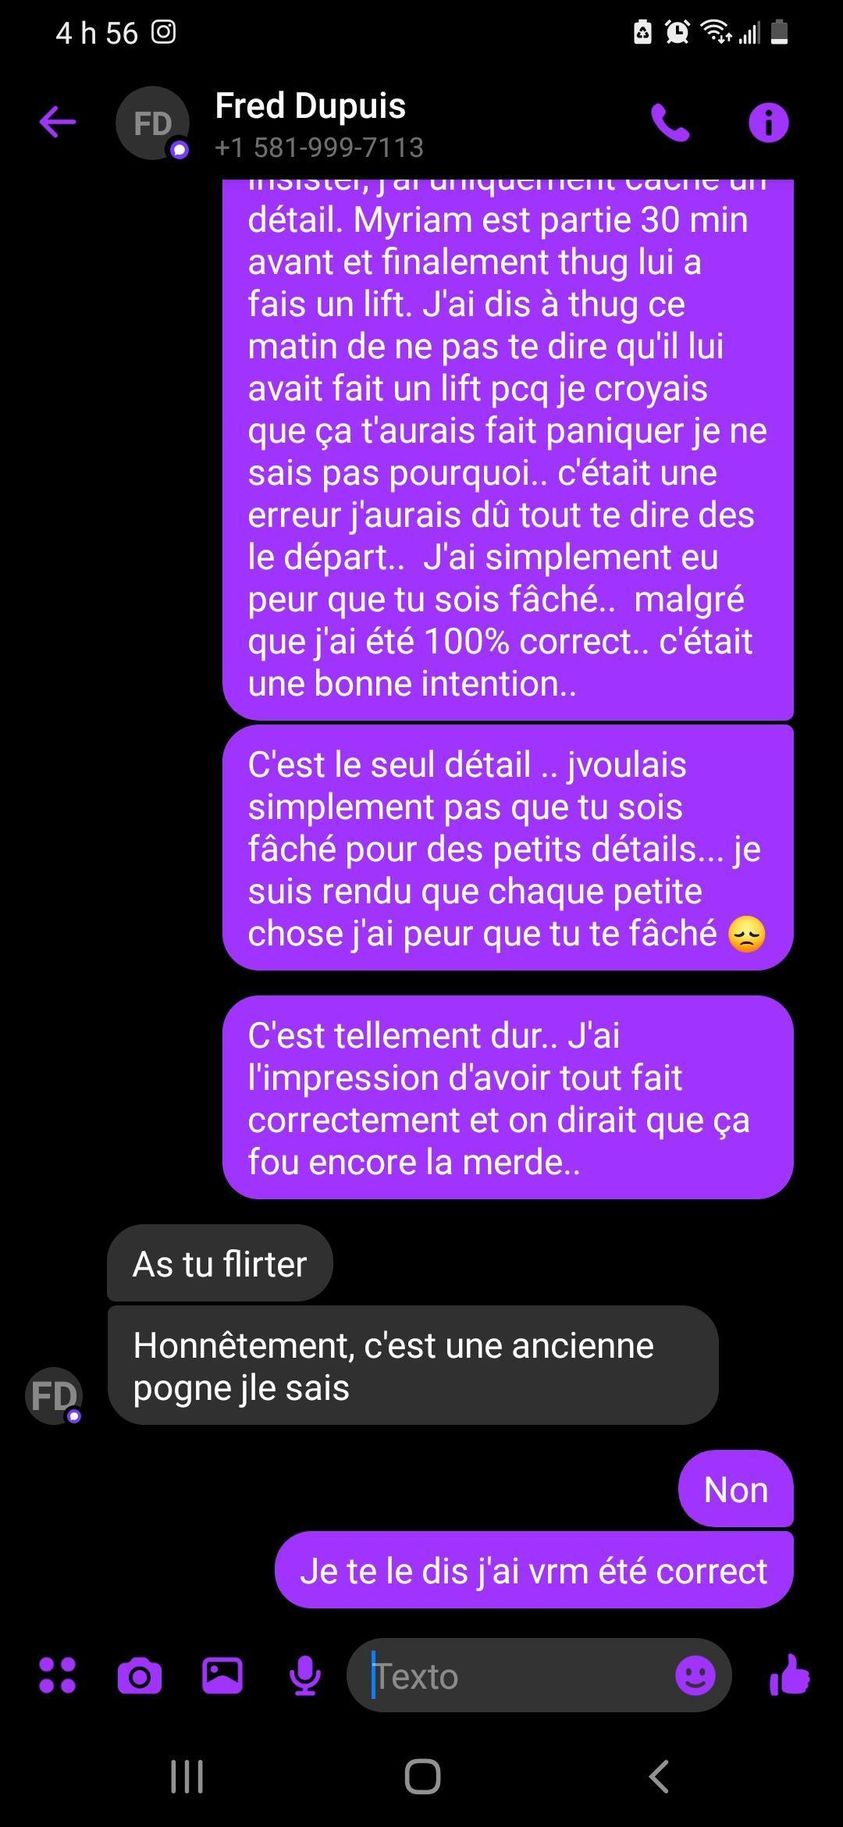 4 h 56
Fred Dupuis
+1 581-999-7113
insister, j'ai uniquement caché un
détail. Myriam est partie 30 min
avant et finalement thug lui a
fais un lift. J'ai dis à thug ce
matin de ne pas te dire qu'il lui
avait fait un lift pcq je croyais
que ça t'aurais fait paniquer je ne
sais pas pourquoi.. c'était une
erreur j'aurais dû tout te dire des
le départ..  J'ai simplement eu
peur que tu sois fâché..  malgré
que j'ai été 100% correct.. c'était
une bonne intention..
C'est le seul détail .. jvoulais
simplement pas que tu sois
fâché pour des petits détails... je
suis rendu que chaque petite
chose j'ai peur que tu te fâché 😞
C'est tellement dur.. J'ai
l'impression d'avoir tout fait
correctement et on dirait que ça
fou encore la merde..
As tu flirter
Honnêtement, c'est une ancienne
pogne jle sais
Non
Je te le dis j'ai vrm été correct
Texto